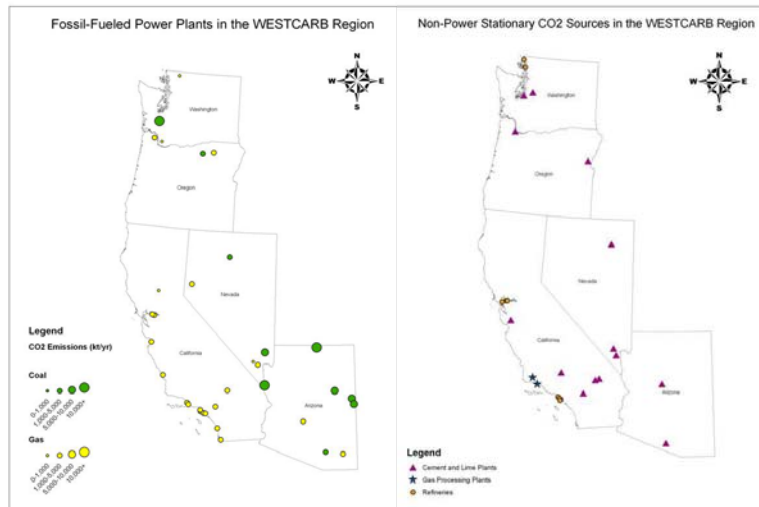 Fossil-Fueled Power Plants in the WESTCARB Region
N
W
E
S
Washington
Oregon
Nevada
California
Arizona
Legend
CO2 Emissions (kt/yr)
Coal
0-1,000
1,000-5,000
5,000-10,000
10,000+
Gas
0-1,000
1,000-5,000
5,000-10,000
10,000+
Non-Power Stationary CO2 Sources in the WESTCARB Region
N
W
E
S
Washington
Oregon
Nevada
California
Arizona
Legend
Cement and Lime Plants
Gas Processing Plants
Refineries